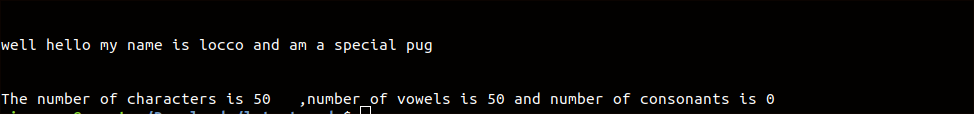 well hello my name is locco and am a special pug
The number of characters is 50 ,number of vowels is 50 and number of consonants is 0